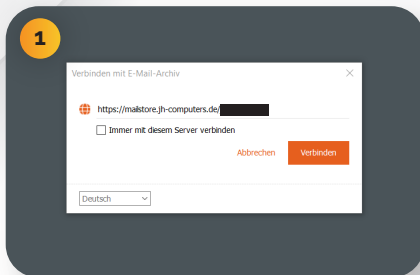 1
Verbinden mit E-Mail-Archiv
https://mailstore.jh-computers.de/
Immer mit diesem Server verbinden
Abbrechen Verbinden
Deutsch